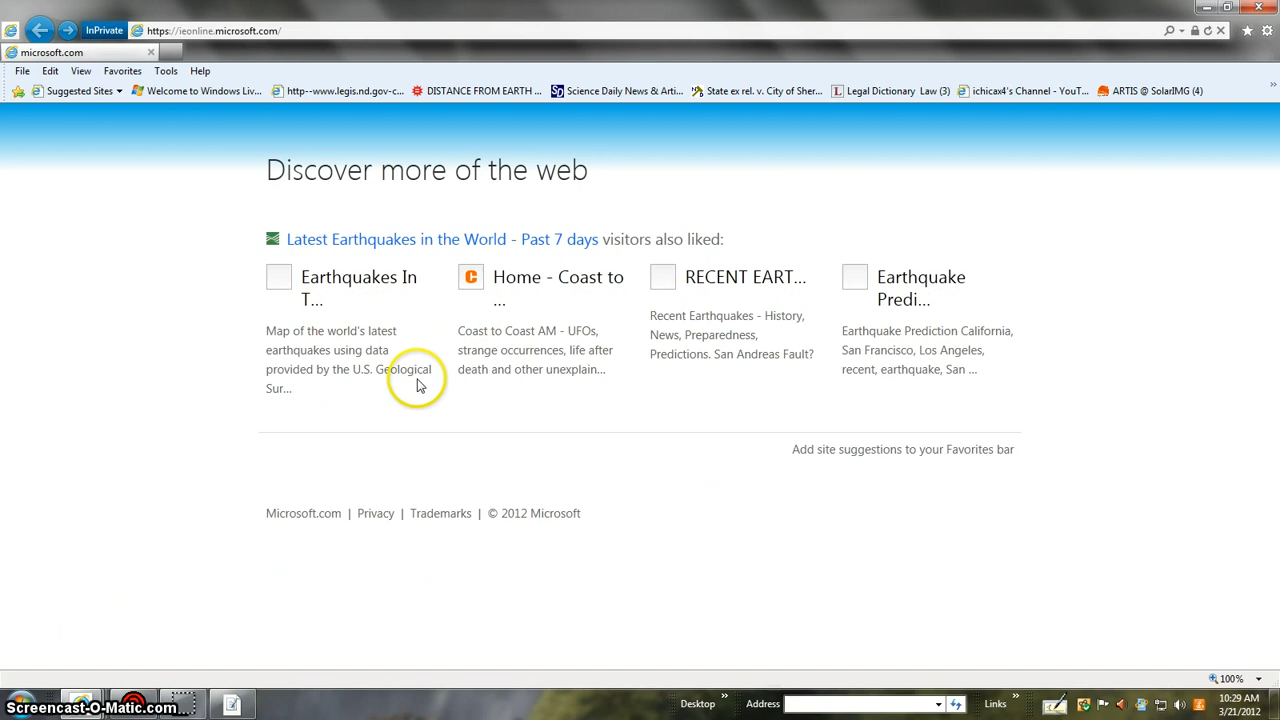 InPrivate https://ieonline.microsoft.com/
microsoft.com
File Edit View Favorites Tools Help
Suggested Sites Welcome to Windows Liv... http--www.legis.nd.gov-c... DISTANCE FROM EARTH ... Science Daily News & Arti... State ex rel. v. City of Sher... Legal Dictionary Law (3) ichicax4's Channel - YouT... ARTIS @ SolarIMG (4)
Discover more of the web
Latest Earthquakes in the World - Past 7 days visitors also liked:
Earthquakes In
T...
Map of the world's latest
earthquakes using data
provided by the U.S. Geological
Sur...
Home - Coast to
...
Coast to Coast AM - UFOs,
strange occurrences, life after
death and other unexplain...
RECENT EART...
Recent Earthquakes - History,
News, Preparedness,
Predictions. San Andreas Fault?
Earthquake
Predi...
Earthquake Prediction California,
San Francisco, Los Angeles,
recent, earthquake, San ...
Add site suggestions to your Favorites bar
Microsoft.com | Privacy | Trademarks | © 2012 Microsoft
100%
Desktop Address Links 10:29 AM
3/21/2012
Screencast-O-Matic.com